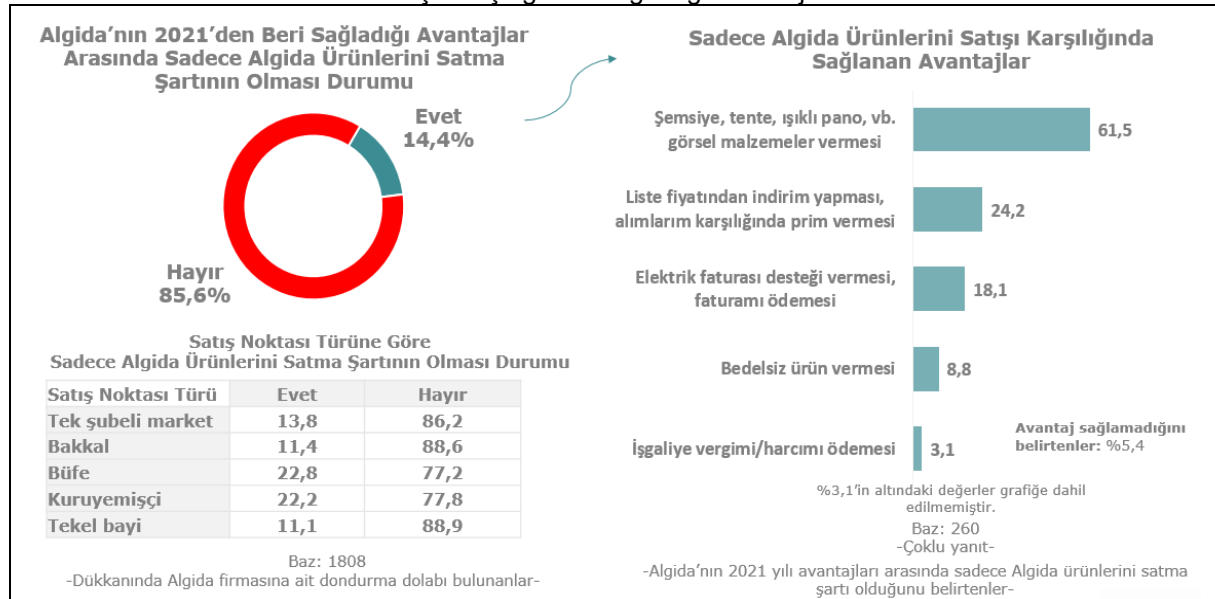 Algida’nın 2021’den Beri Sağladığı Avantajlar
Arasında Sadece Algida Ürünlerini Satma
Şartının Olması Durumu
Evet
14,4%
Hayır
85,6%
Satış Noktası Türüne Göre
Sadece Algida Ürünlerini Satma Şartının Olması Durumu
Satış Noktası Türü Evet Hayır
Tek şubeli market 13,8 86,2
Bakkal 11,4 88,6
Büfe 22,8 77,2
Kuruyemişçi 22,2 77,8
Tekel bayi 11,1 88,9
Baz: 1808
-Dükkanında Algida firmasına ait dondurma dolabı bulunanlar-
Sadece Algida Ürünlerini Satışı Karşılığında
Sağlanan Avantajlar
Şemsiye, tente, ışıklı pano, vb.
görsel malzemeler vermesi
61,5
Liste fiyatından indirim yapması,
alımlarım karşılığında prim vermesi
24,2
Elektrik faturası desteği vermesi,
faturamı ödemesi
18,1
Bedelsiz ürün vermesi
8,8
İşgaliye vergimi/harcımı ödemesi
3,1
Avantaj sağlamadığını
belirtenler: %5,4
%3,1’in altındaki değerler grafiğe dahil
edilmemiştir.
Baz: 260
-Çoklu yanıt-
-Algida’nın 2021 yılı avantajları arasında sadece Algida ürünlerini satma
şartı olduğunu belirtenler-